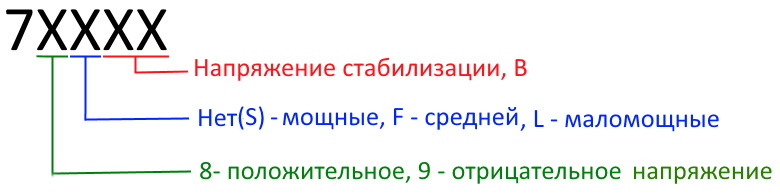 7XXXX
Напряжение стабилизации, В
Нет(S) - мощные, F - средней, L - маломощные
8- положительное, 9 - отрицательное напряжение